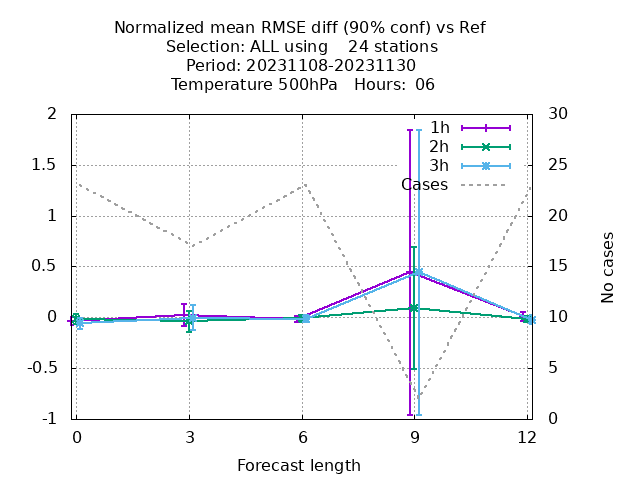 Normalized mean RMSE diff (90% conf) vs Ref
Selection: ALL using 24 stations
Period: 20231108-20231130
Temperature 500hPa Hours: 06
2
1.5
1
0.5
0
-0.5
-1
30
25
20
15
10
5
0
1h
2h
3h
Cases
No cases
0 3 6 9 12
Forecast length